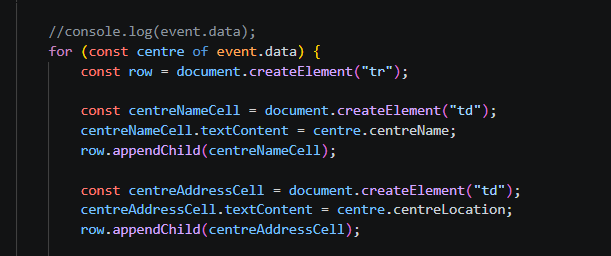 //console.log(event.data);
for (const centre of event.data) {
const row = document.createElement("tr");
const centreNameCell = document.createElement("td");
centreNameCell.textContent = centre.centreName;
row.appendChild(centreNameCell);
const centreAddressCell = document.createElement("td");
centreAddressCell.textContent = centre.centreLocation;
row.appendChild(centreAddressCell);